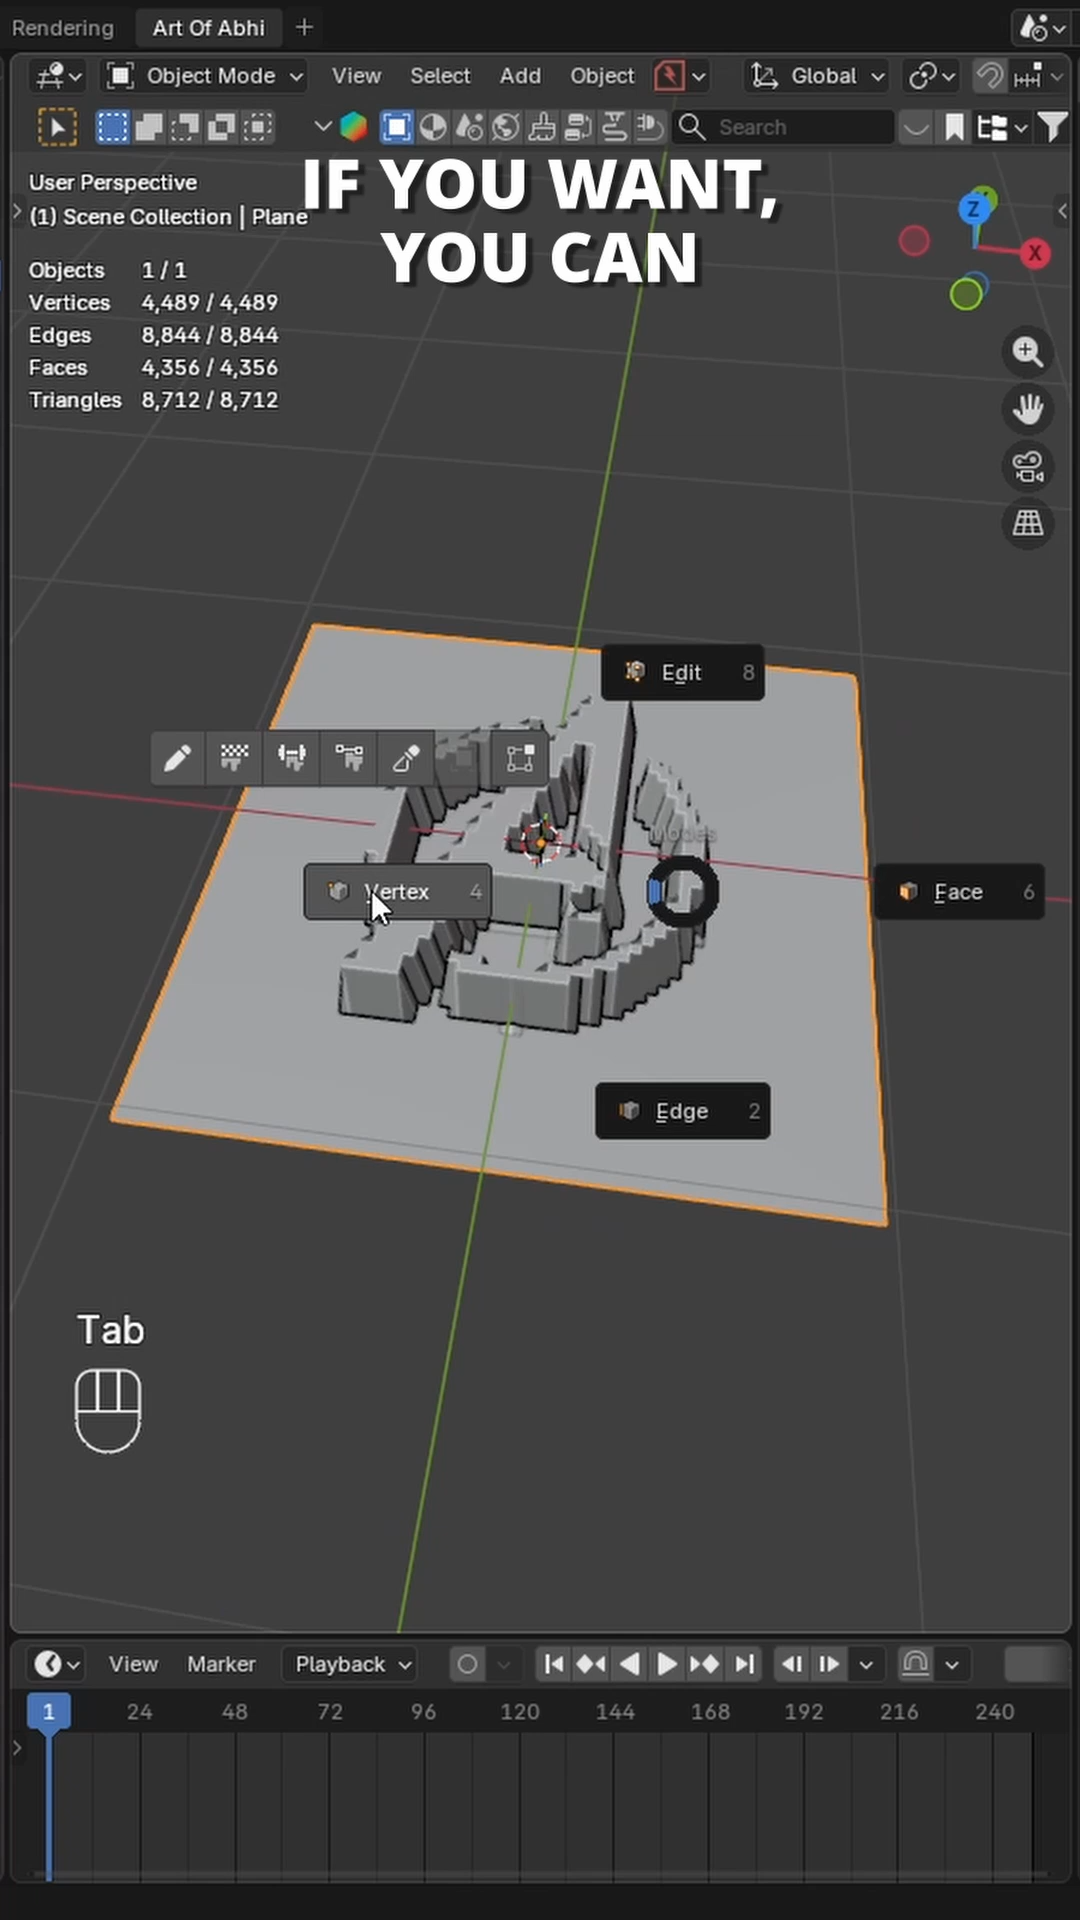 Rendering Art Of Abhi +
Object Mode View Select Add Object Global
Search
IF YOU WANT,
YOU CAN
User Perspective
(1) Scene Collection | Plane
Z
X
Objects 1 / 1
Vertices 4,489 / 4,489
Edges 8,844 / 8,844
Faces 4,356 / 4,356
Triangles 8,712 / 8,712
Edit 8
Modes
Vertex 4
Face 6
Edge 2
Tab
View Marker Playback
1 24 48 72 96 120 144 168 192 216 240